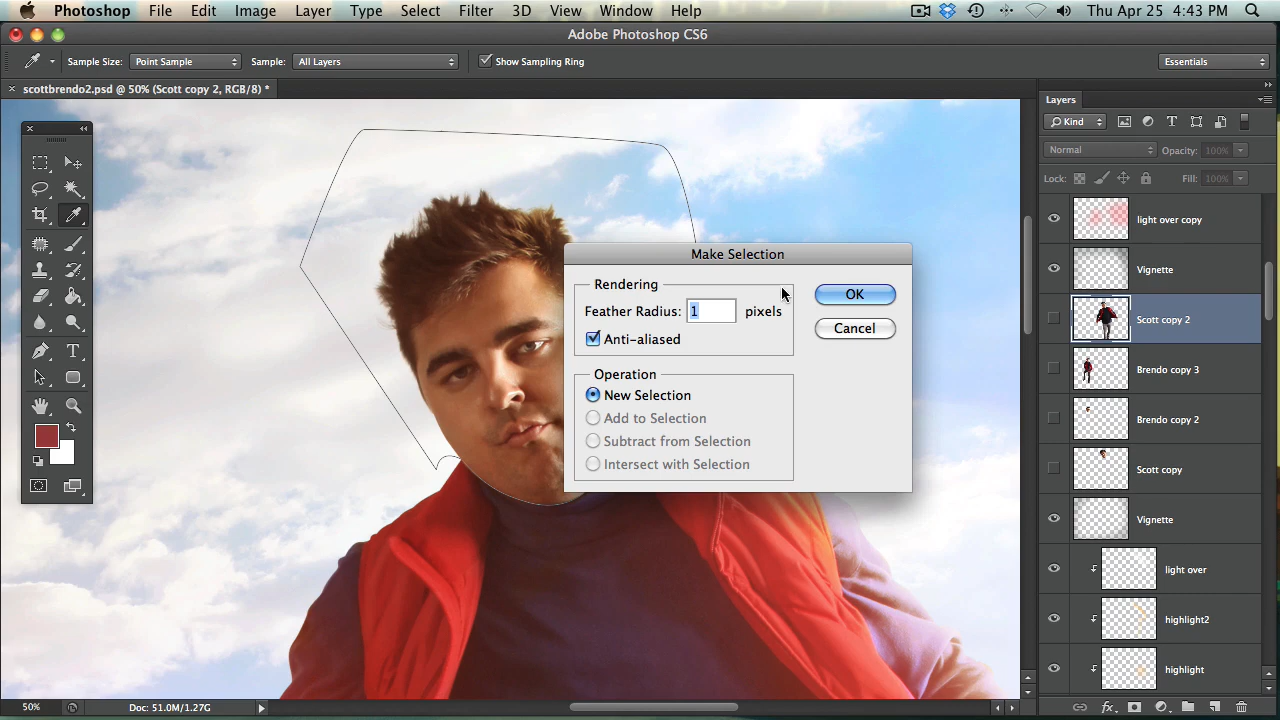 Photoshop File Edit Image Layer Type Select Filter 3D View Window Help Thu Apr 25 4:43 PM
Adobe Photoshop CS6
Sample Size: Point Sample Sample: All Layers Show Sampling Ring Essentials
× scottbrendo2.psd @ 50% (Scott copy 2, RGB/8) *
Layers
Kind
Normal Opacity: 100%
Lock: Fill: 100%
light over copy
Vignette
Scott copy 2
Brendo copy 3
Brendo copy 2
Scott copy
Vignette
light over
highlight2
highlight
Make Selection
Rendering
Feather Radius: 1 pixels
Anti-aliased
OK
Cancel
Operation
New Selection
Add to Selection
Subtract from Selection
Intersect with Selection
50% Doc: 51.0M/1.27G